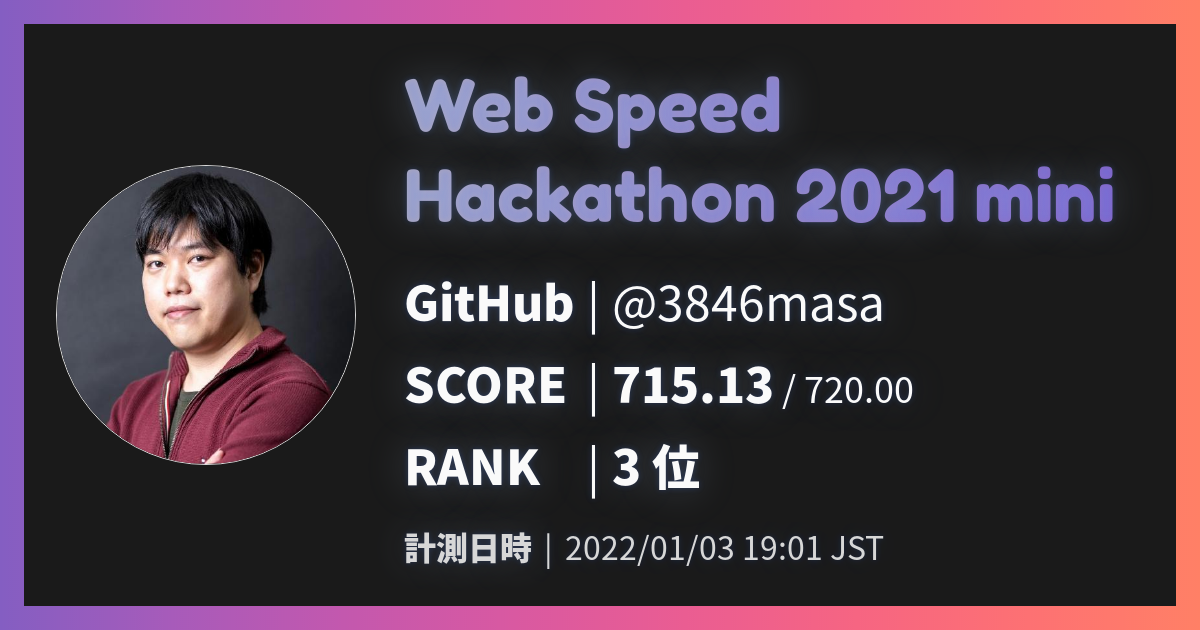 Web Speed
Hackathon 2021 mini
GitHub | @3846masa
SCORE | 715.13 / 720.00
RANK | 3 位
計測日時 | 2022/01/03 19:01 JST